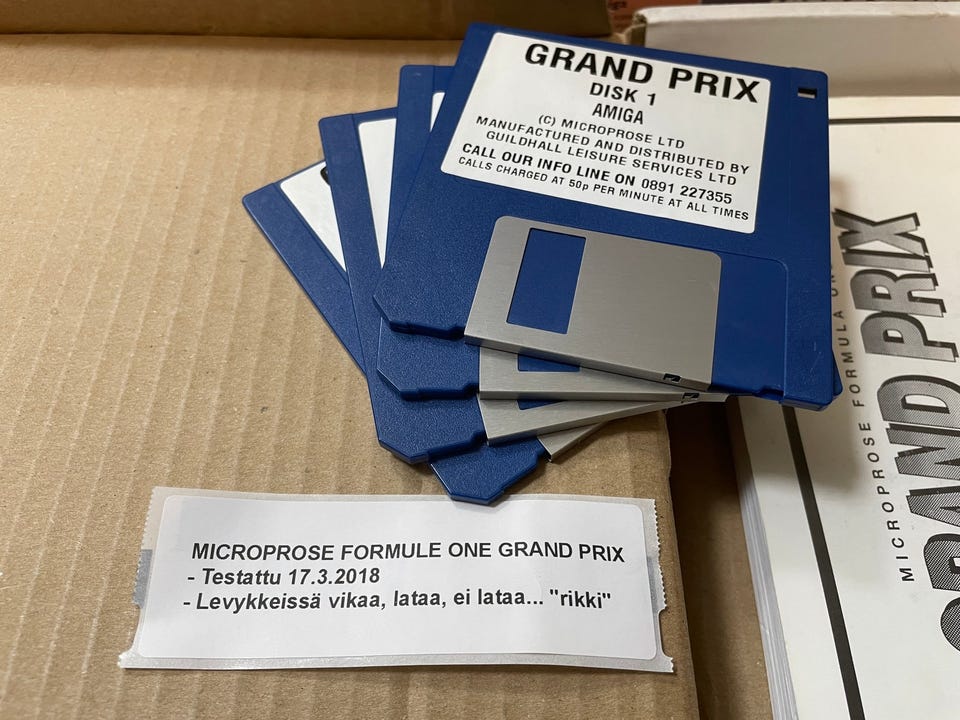 GRAND PRIX
DISK 1
AMIGA
(C) MICROPROSE LTD
MANUFACTURED AND DISTRIBUTED BY
GUILDHALL LEISURE SERVICES LTD
CALL OUR INFO LINE ON 0891 227355
CALLS CHARGED AT 50p PER MINUTE AT ALL TIMES
MICROPROSE FORMULE ONE GRAND PRIX
- Testattu 17.3.2018
- Levykkeissä vikaa, lataa, ei lataa... "rikki"
MICROPROSE FORMULA
GRAND PRIX